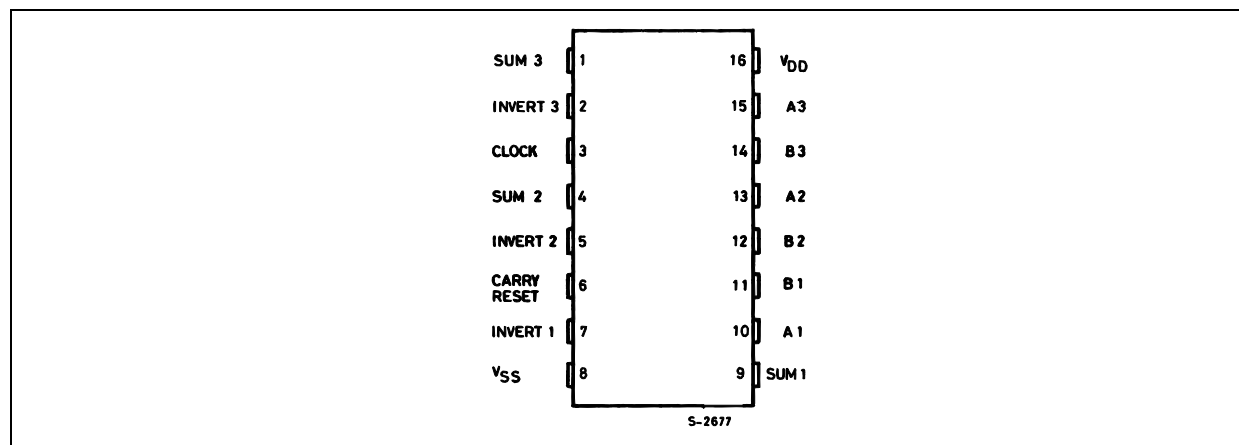 SUM 3 1 16 VDD
INVERT 3 2 15 A3
CLOCK 3 14 B3
SUM 2 4 13 A2
INVERT 2 5 12 B2
CARRY
RESET 6 11 B1
INVERT 1 7 10 A1
VSS 8 9 SUM 1
S-2677